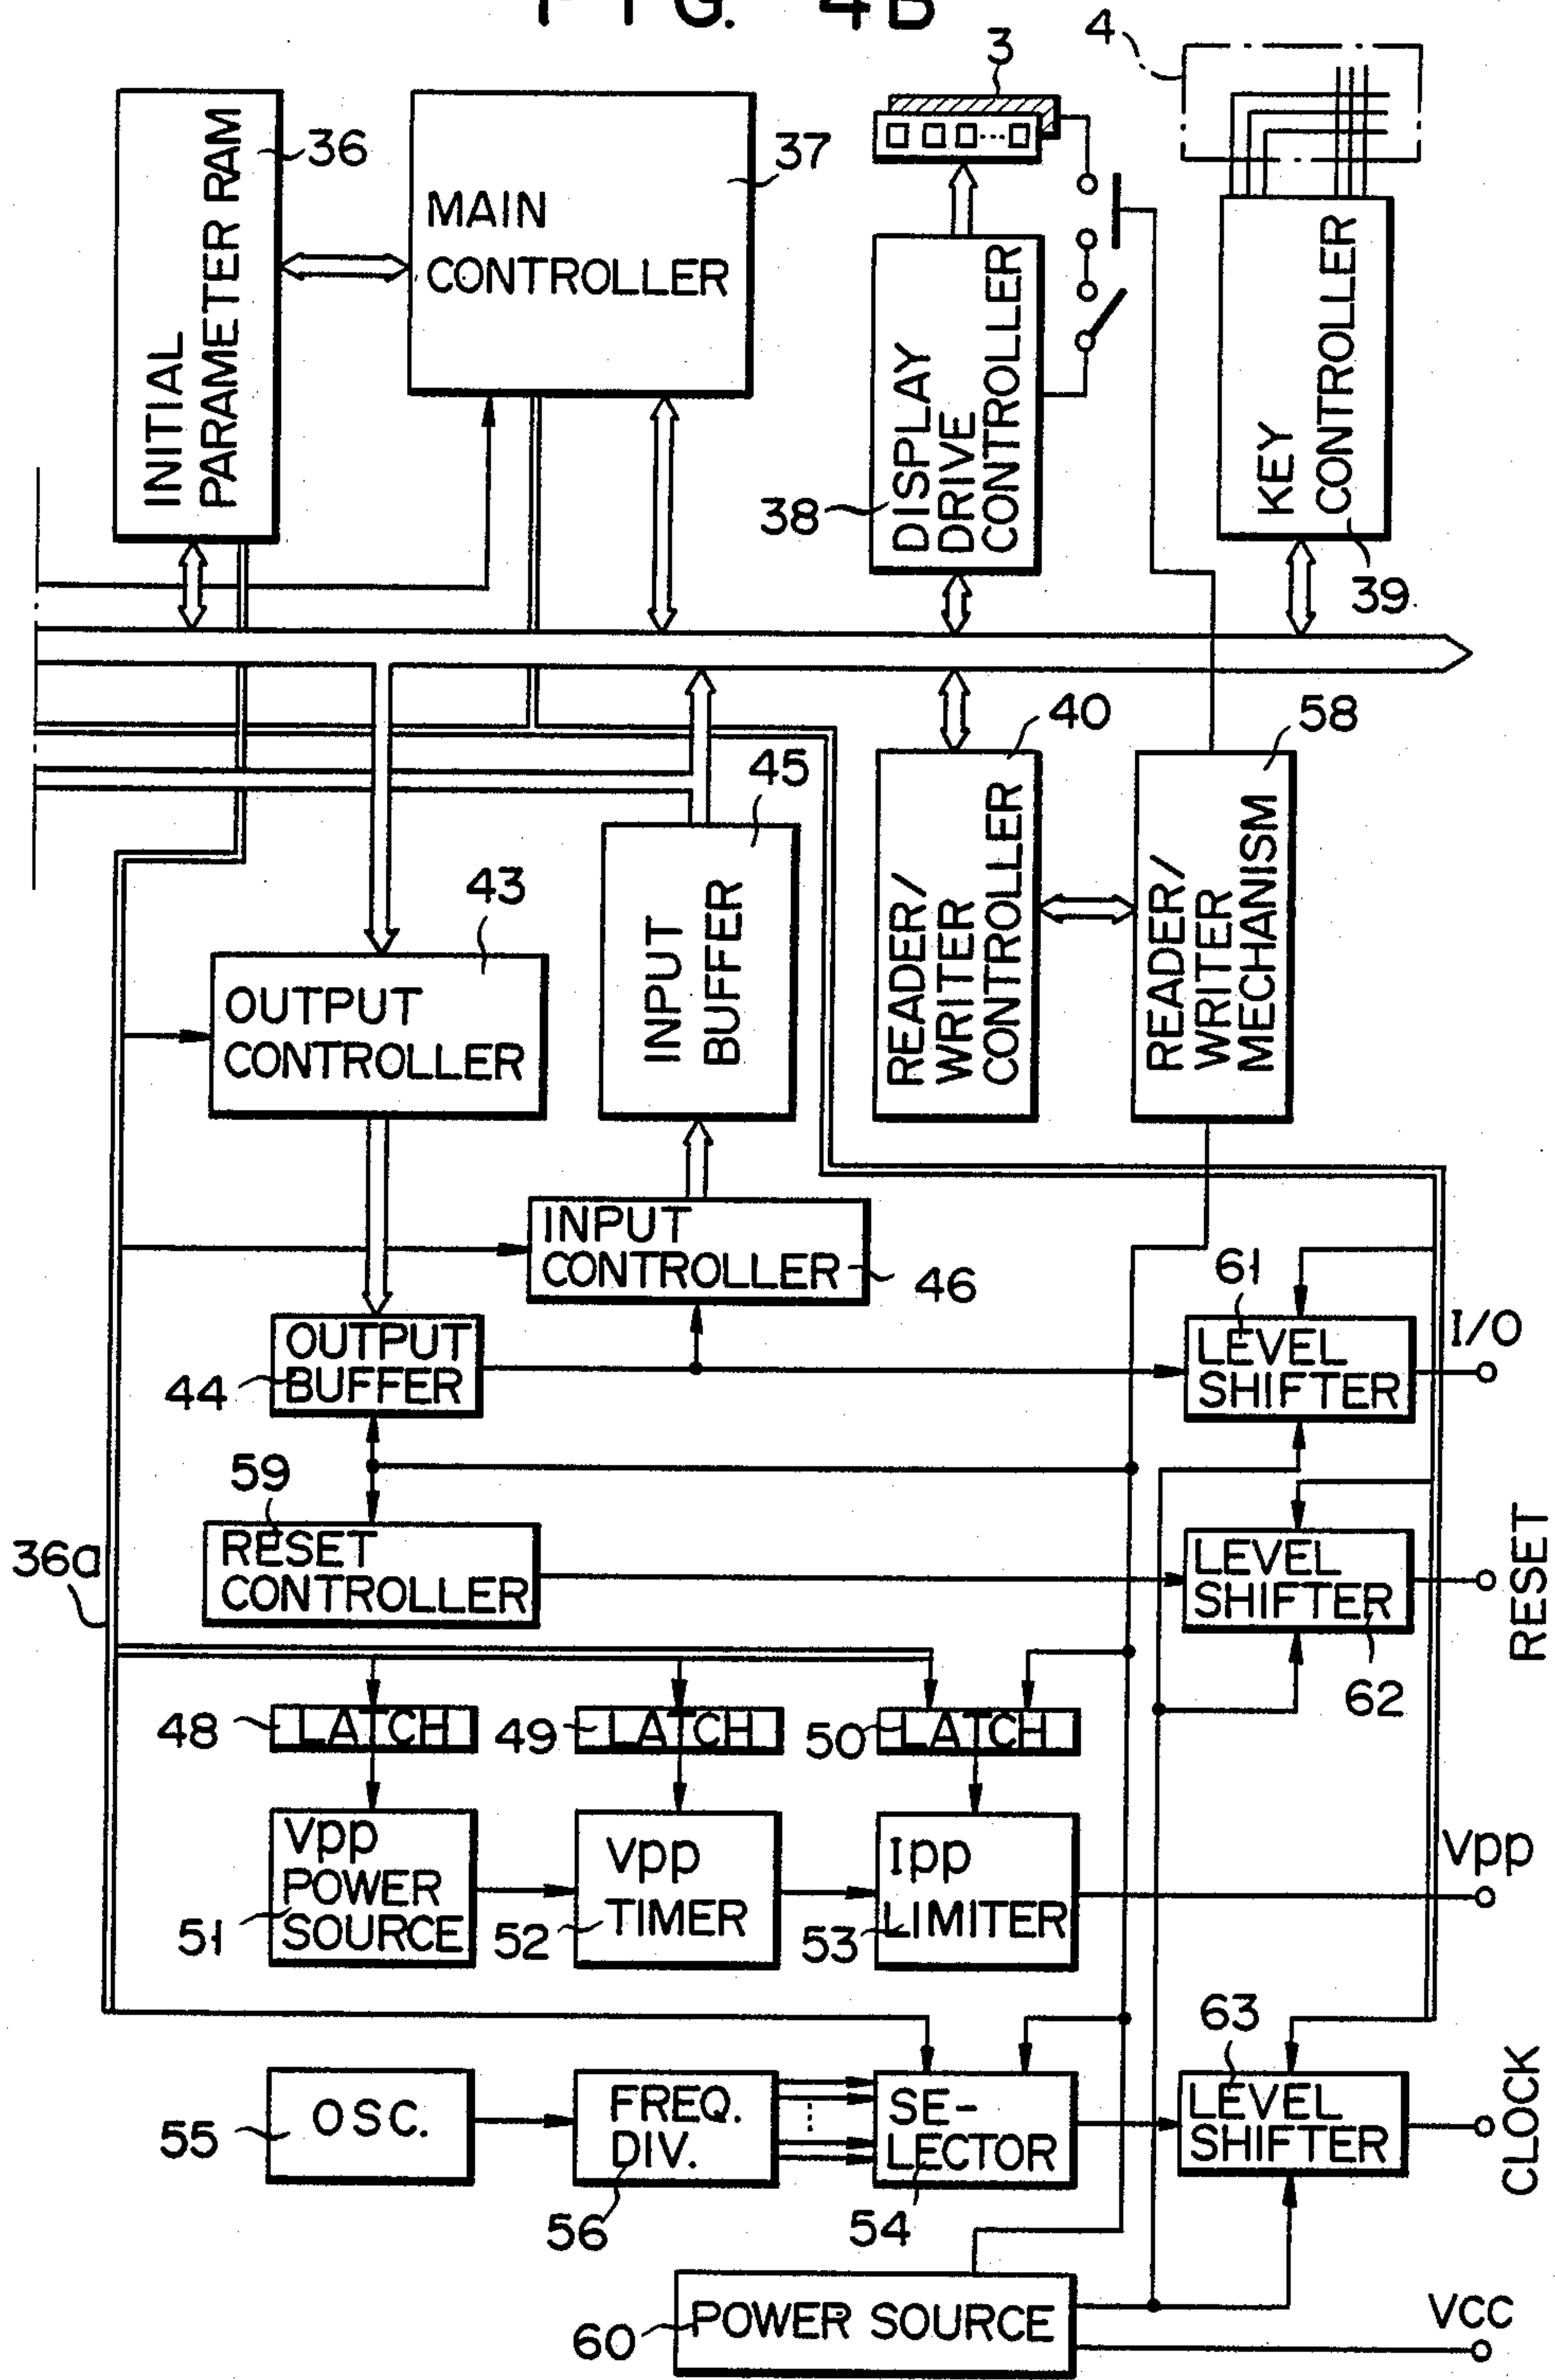 FIG. 4B
3
4
INITIAL
PARAMETER RAM
36
MAIN
CONTROLLER
37
DISPLAY
DRIVE
CONTROLLER
38
KEY
CONTROLLER
39
40
58
45
READER/
WRITER
CONTROLLER
READER/
WRITER
MECHANISM
INPUT
BUFFER
43
OUTPUT
CONTROLLER
INPUT
CONTROLLER
46
61
OUTPUT
BUFFER
44
LEVEL
SHIFTER
I/O
59
RESET
CONTROLLER
LEVEL
SHIFTER
62
RESET
36a
48
LATCH
49
LATCH
50
LATCH
Vpp
POWER
SOURCE
51
Vpp
TIMER
52
Ipp
LIMITER
53
Vpp
63
OSC.
55
FREQ.
DIV.
56
SE-
LECTOR
54
LEVEL
SHIFTER
CLOCK
POWER SOURCE
60
VCC